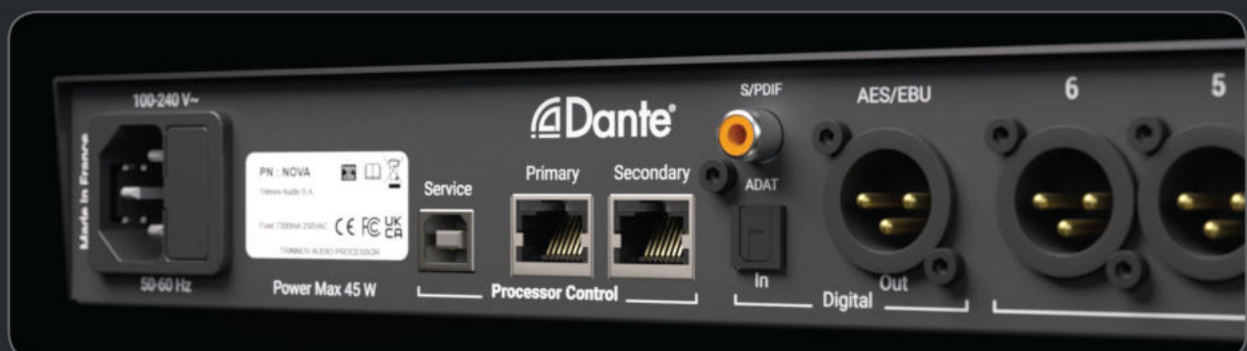 100-240 V~
Made In France
50-60 Hz
PN : NOVA
Trinnov Audio S A
250VAC
CE FC UK CA
TRINNOV AUDIO PROCESSOR
Power Max 45 W
Service
Dante®
Primary
Secondary
Processor Control
S/PDIF
ADAT
In
AES/EBU
Out
Digital
6
5